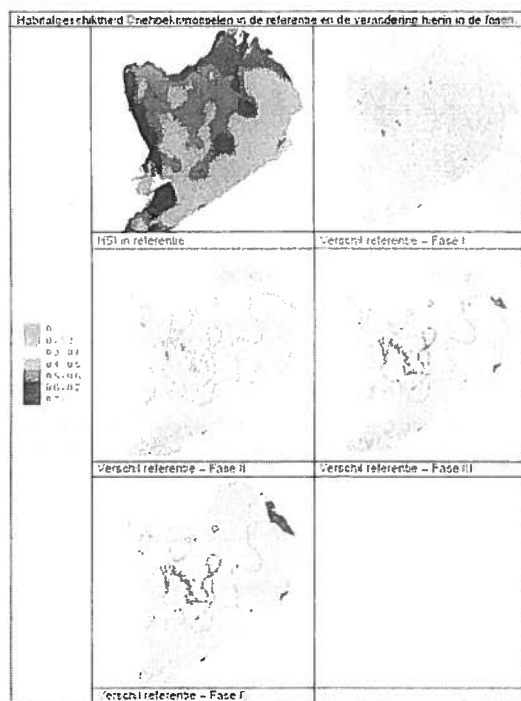 Habitatgeschiktheid Driehoeksmosselen in de referentie en de verandering hierin in de fasen.
HSI in referentie
Verschil referentie – Fase I
0
Verschil referentie – Fase II
Verschil referentie – Fase III
Verschil referentie – Fase